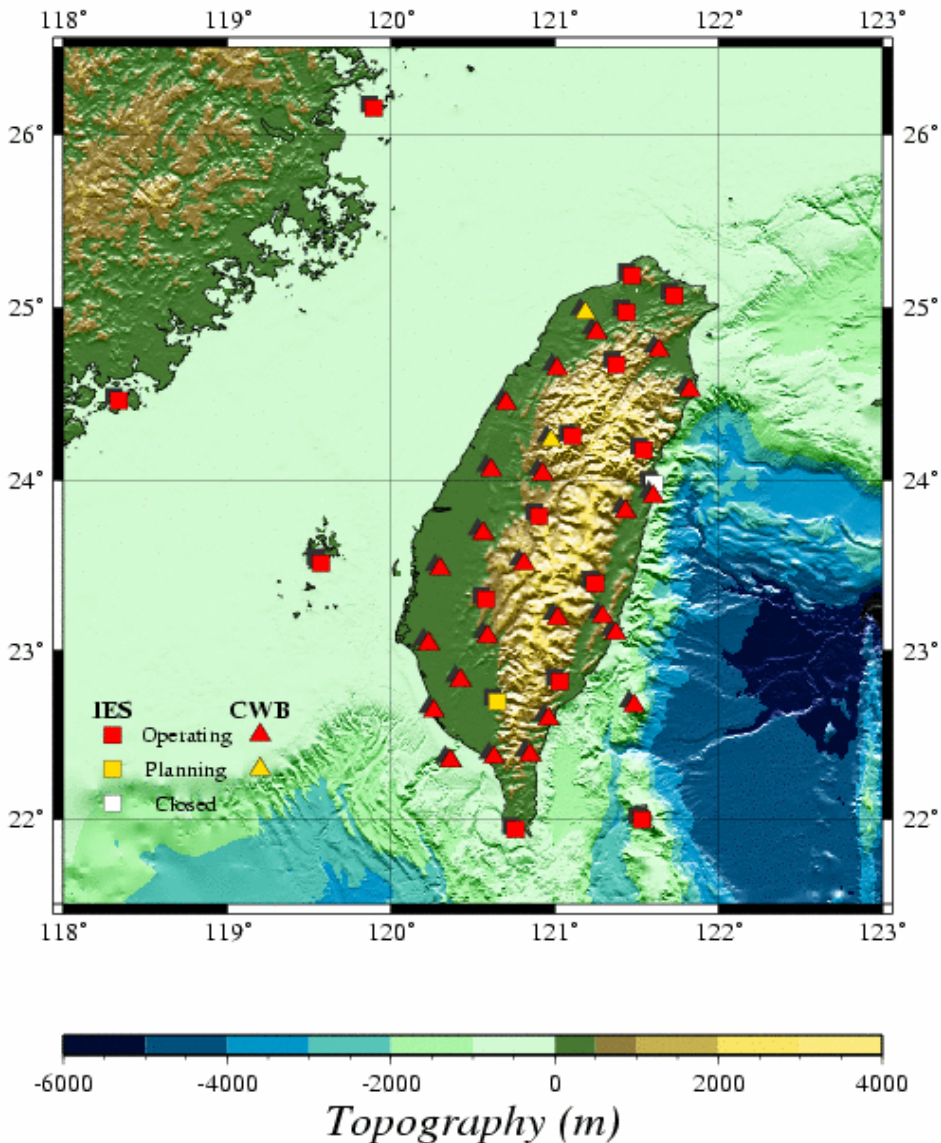 118° 119° 120° 121° 122° 123°
26° 26°
25° 25°
24° 24°
23° 23°
IES CWB
Operating
Planning
Closed
22° 22°
118° 119° 120° 121° 122° 123°
-6000 -4000 -2000 0 2000 4000
Topography (m)